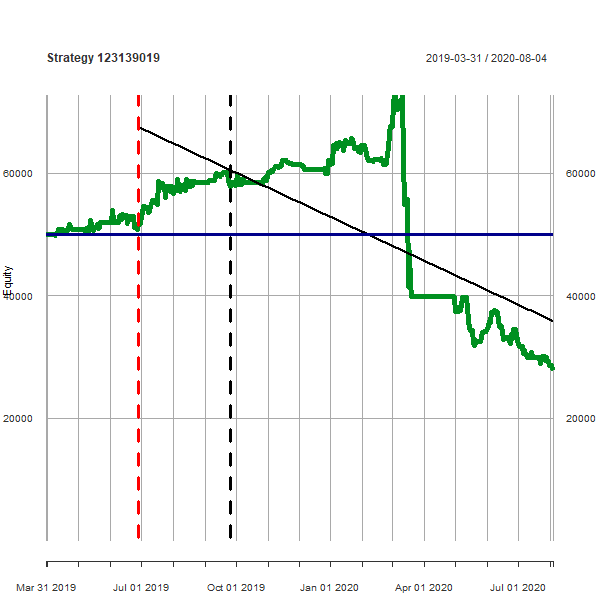 Strategy 123139019
2019-03-31 / 2020-08-04
60000
60000
Equity
40000
40000
20000
20000
Mar 31 2019
Jul 01 2019
Oct 01 2019
Jan 01 2020
Apr 01 2020
Jul 01 2020